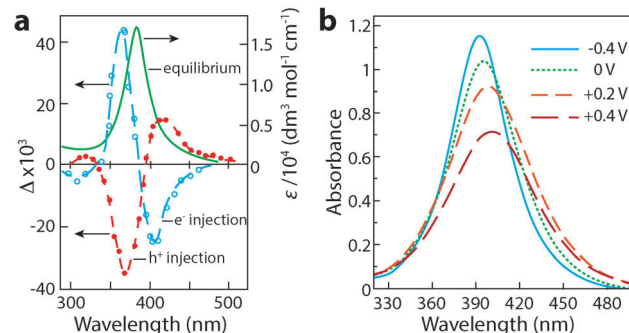 a
40
20
0
-20
-40
Δ x10³
1.5
1.0
0.5
0
ε /10⁴ (dm³ mol⁻¹ cm⁻¹)
equilibrium
e⁻ injection
h⁺ injection
300
400
500
Wavelength (nm)
b
1.2
1
0.8
0.6
0.4
0.2
0
Absorbance
-0.4 V
0 V
+0.2 V
+0.4 V
330
360
390
420
450
480
Wavelength (nm)